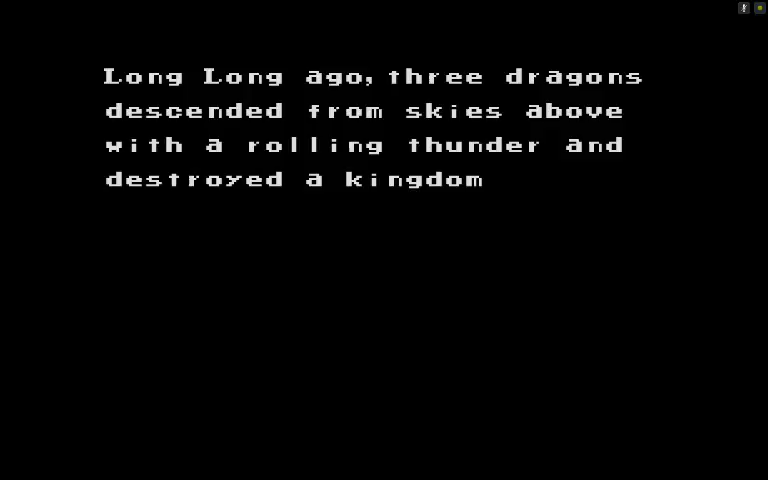 Long Long ago, three dragons
descended from skies above
with a rolling thunder and
destroyed a kingdom